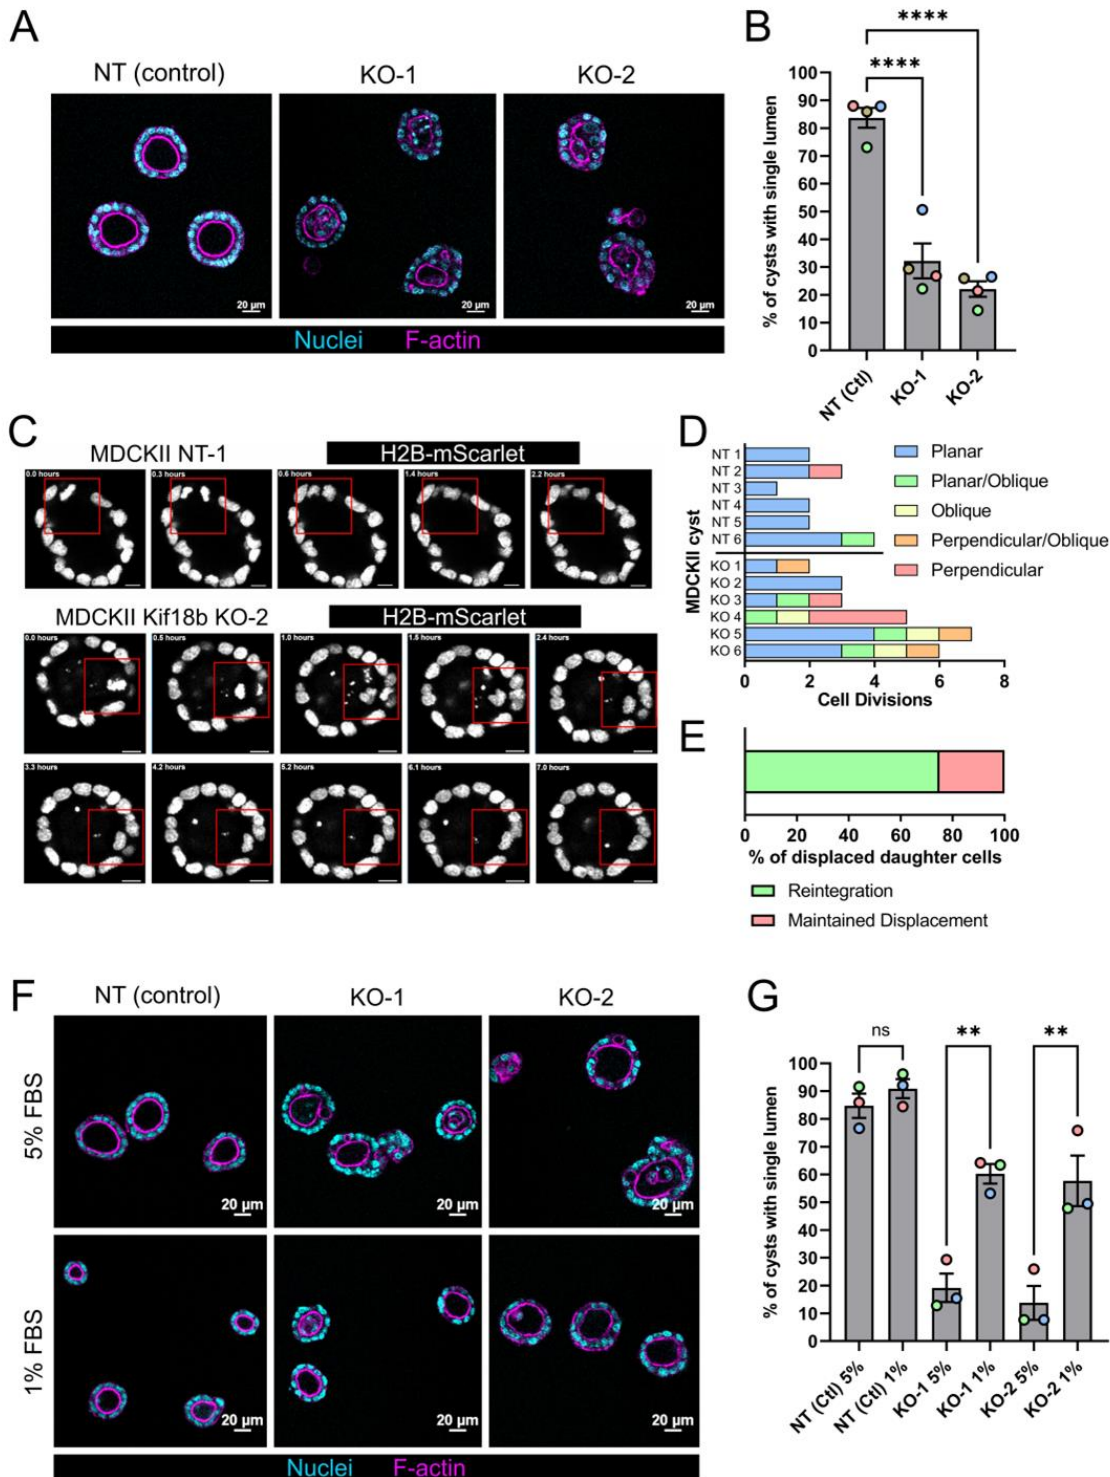 A
NT (control)
KO-1
KO-2
20 µm
20 µm
20 µm
Nuclei F-actin
B
****
****
% of cysts with single lumen
100
90
80
70
60
50
40
30
20
10
0
NT (Ctl)
KO-1
KO-2
C
MDCKII NT-1
H2B-mScarlet
0.0 hours
0.3 hours
0.6 hours
1.4 hours
2.2 hours
MDCKII Kif18b KO-2
H2B-mScarlet
0.0 hours
0.5 hours
1.0 hours
1.6 hours
2.4 hours
3.3 hours
4.2 hours
5.2 hours
6.1 hours
7.0 hours
D
MDCKII cyst
NT 1
NT 2
NT 3
NT 4
NT 5
NT 6
KO 1
KO 2
KO 3
KO 4
KO 5
KO 6
0 2 4 6 8
Cell Divisions
Planar
Planar/Oblique
Oblique
Perpendicular/Oblique
Perpendicular
E
0 20 40 60 80 100
% of displaced daughter cells
Reintegration
Maintained Displacement
F
NT (control)
KO-1
KO-2
5% FBS
20 µm
20 µm
20 µm
1% FBS
20 µm
20 µm
20 µm
Nuclei F-actin
G
ns
**
**
% of cysts with single lumen
100
90
80
70
60
50
40
30
20
10
0
NT (Ctl) 5%
NT (Ctl) 1%
KO-1 5%
KO-1 1%
KO-2 5%
KO-2 1%